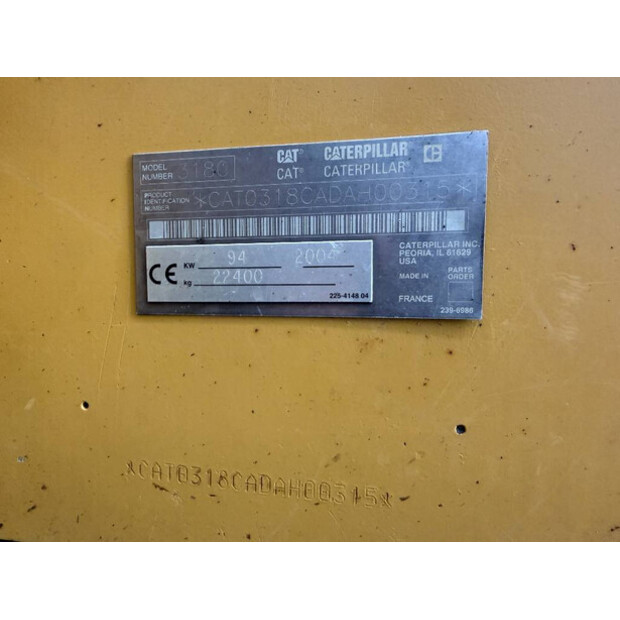 CAT CATERPILLAR
CAT® CATERPILLAR®
MODEL NUMBER 318C
PRODUCT IDENTIFICATION NUMBER *CAT0318CADAH00315*
CE
KW 94 2004
kg 22400
225-4148 04
CATERPILLAR INC.
PEORIA, IL 61629
USA
MADE IN
FRANCE
PARTS ORDER
239-6986
*CAT0318CADAH00315*